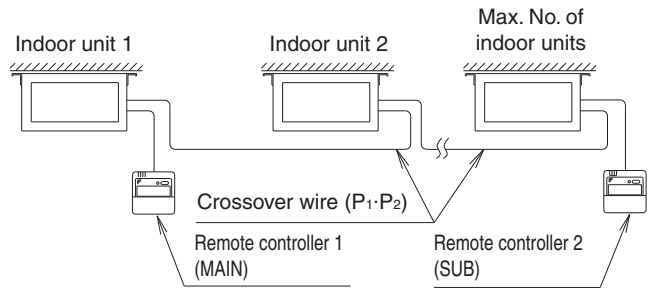 Indoor unit 1
Indoor unit 2
Max. No. of
indoor units
Crossover wire (P₁·P₂)
Remote controller 1
(MAIN)
Remote controller 2
(SUB)